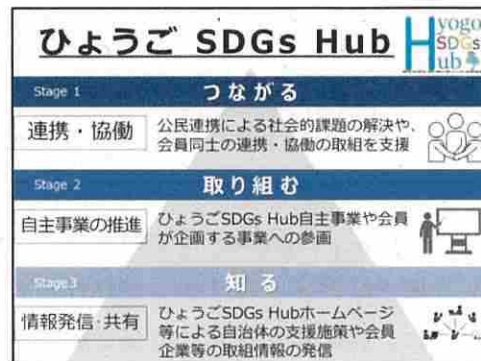 ひょうご SDGs Hub
Hyogo
SDGs
Hub
Stage 1
つながる
連携・協働
公民連携による社会的課題の解決や、
会員同士の連携・協働の取組を支援
Stage 2
取り組む
自主事業の推進
ひょうごSDGs Hub自主事業や会員
が企画する事業への参画
Stage3
知る
情報発信・共有
ひょうごSDGs Hubホームページ
等による自治体の支援施策や会員
企業等の取組情報の発信